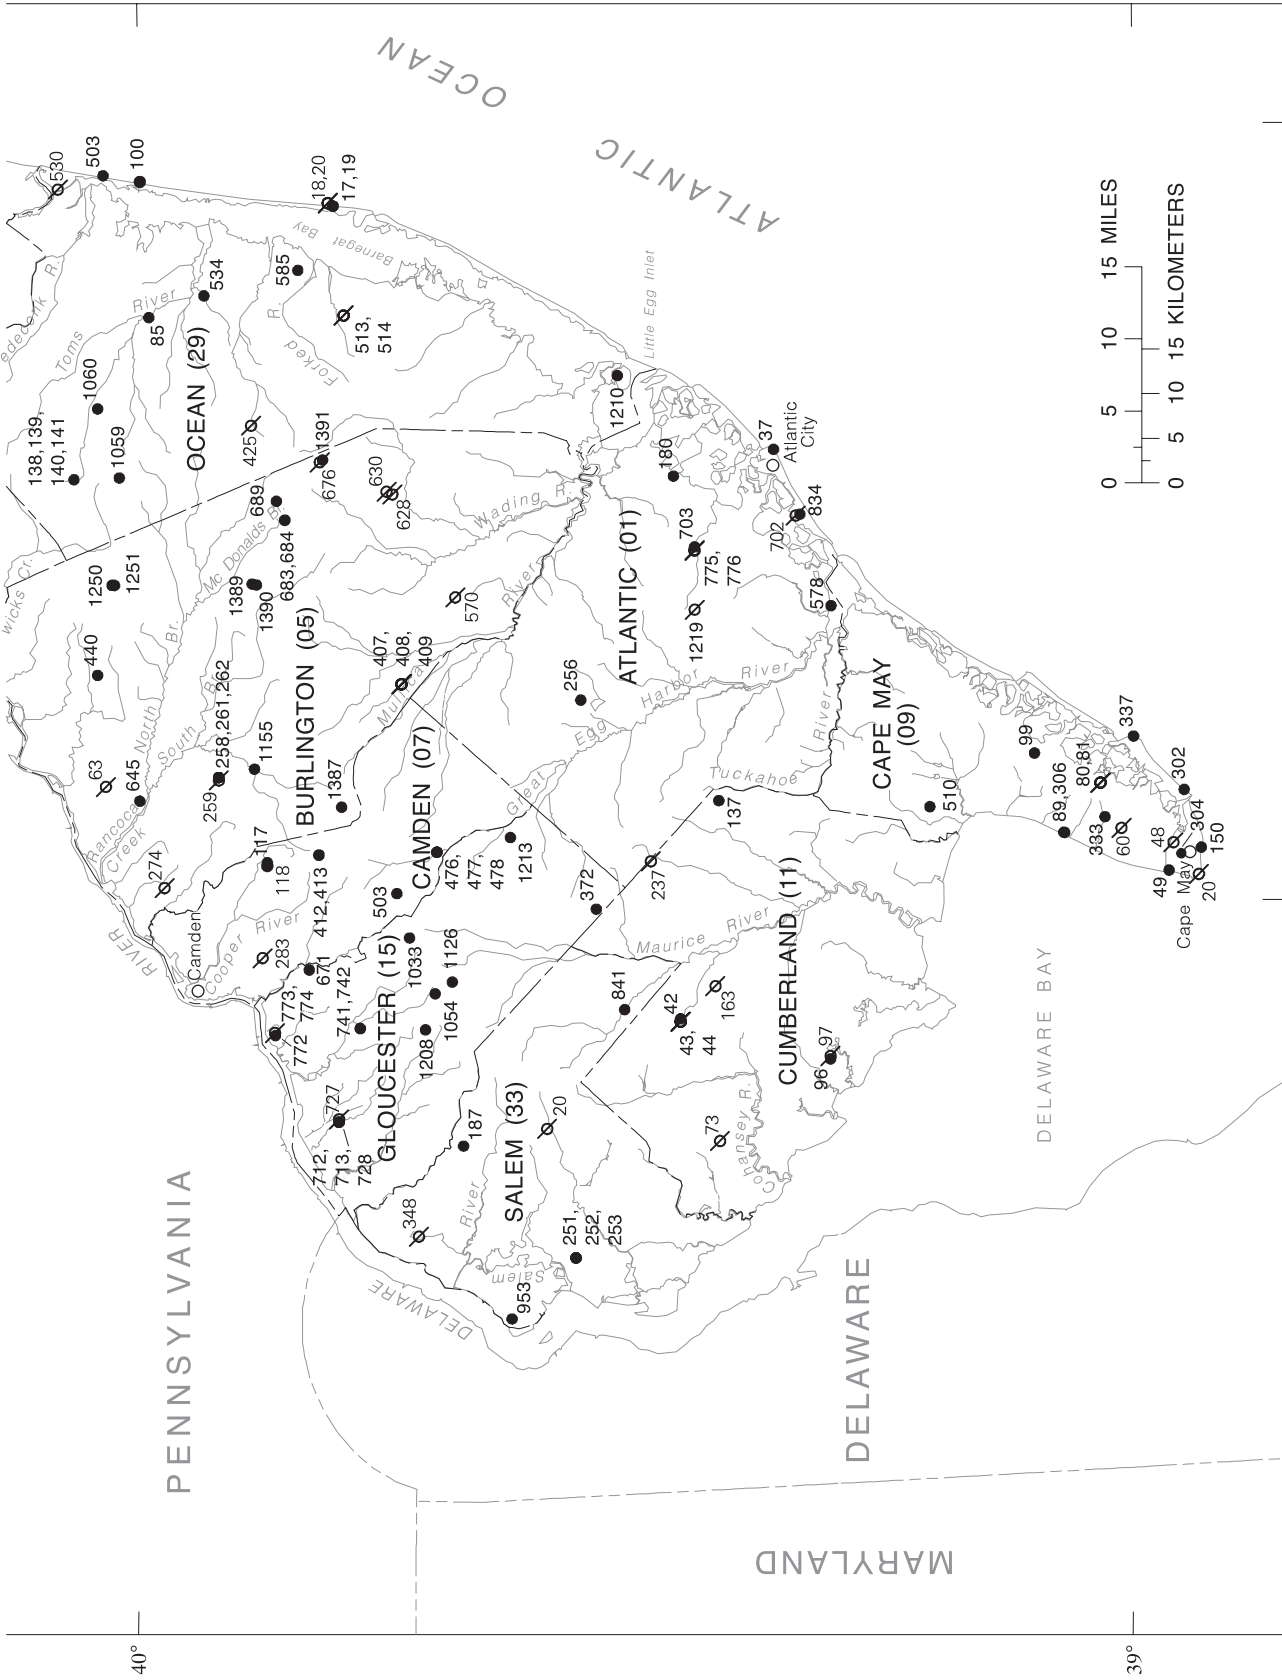 PENNSYLVANIA
DELAWARE
MARYLAND
ATLANTIC
OCEAN
DELAWARE BAY
DELAWARE
RIVER
40°
39°
15 MILES
10
5
0
15 KILOMETERS
10
5
0
OCEAN (29)
530
503
100
18,20
17,19
Barnegat
Bay
edeconk R.
Toms
River
534
85
585
Forked
R.
513,
514
1060
138,139,
140,141
1059
425
Little Egg Inlet
1210
BURLINGTON (05)
wicks Cr.
1391
676
630
628
689
Mc Donalds Br.
683,684
1250
1251
1389
1390
440
Wading R.
570
River
407,
408,
409
63
645
North
Br.
South
258,261,262
259
1155
1387
Rancocas
Creek
274
117
118
CAMDEN (07)
Camden
Cooper River
283
412,413
503
476,
477,
478
1213
372
671
ATLANTIC (01)
180
37
Atlantic
City
834
702
703
775,
776
1219
578
256
Great
Egg
Harbor
River
237
137
Tuckahoe
River
CAPE MAY
(09)
510
99
337
80,81
89,306
302
333
60
48
304
49
150
Cape May
20
GLOUCESTER (15)
773,
774
772
741,742
1033
1126
1054
1208
727
712,
713,
728
187
SALEM (33)
20
348
River
Salem
251,
252,
253
953
CUMBERLAND (11)
Maurice River
841
42
43,
44
163
97
96
73
Cohansey R.